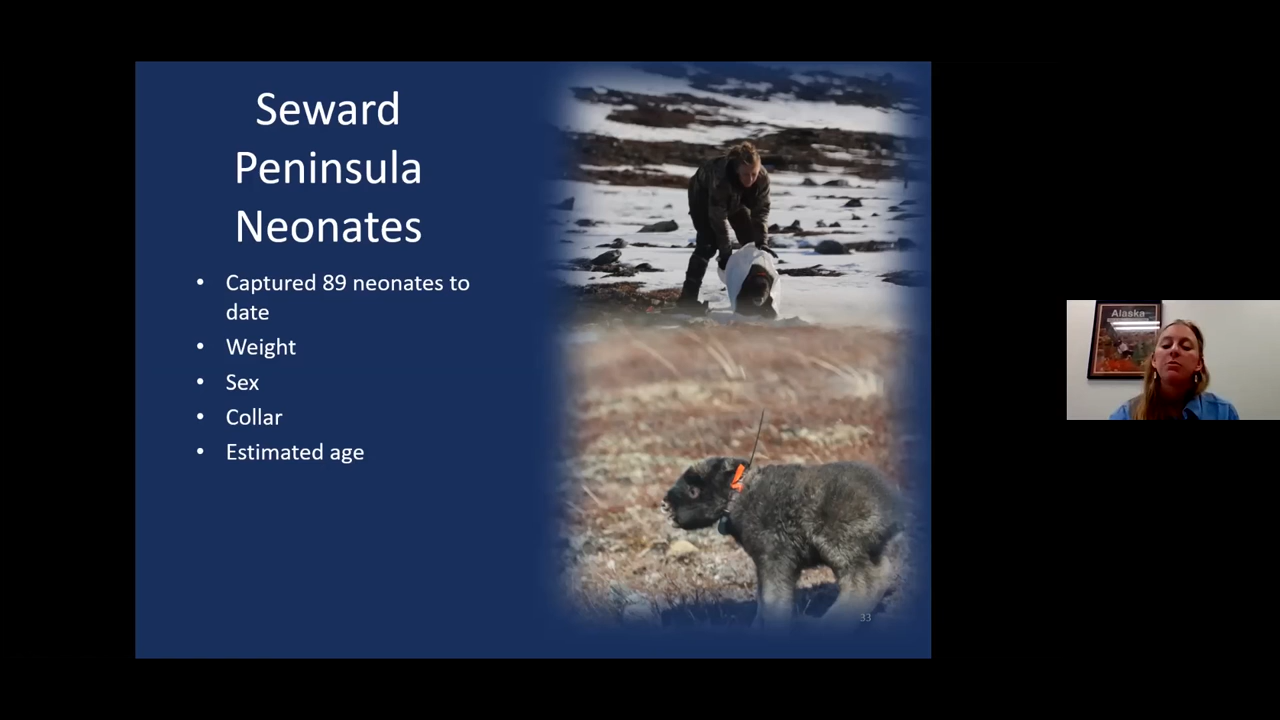 Seward
Peninsula
Neonates
• Captured 89 neonates to
date
• Weight
• Sex
• Collar
• Estimated age
33
Alaska